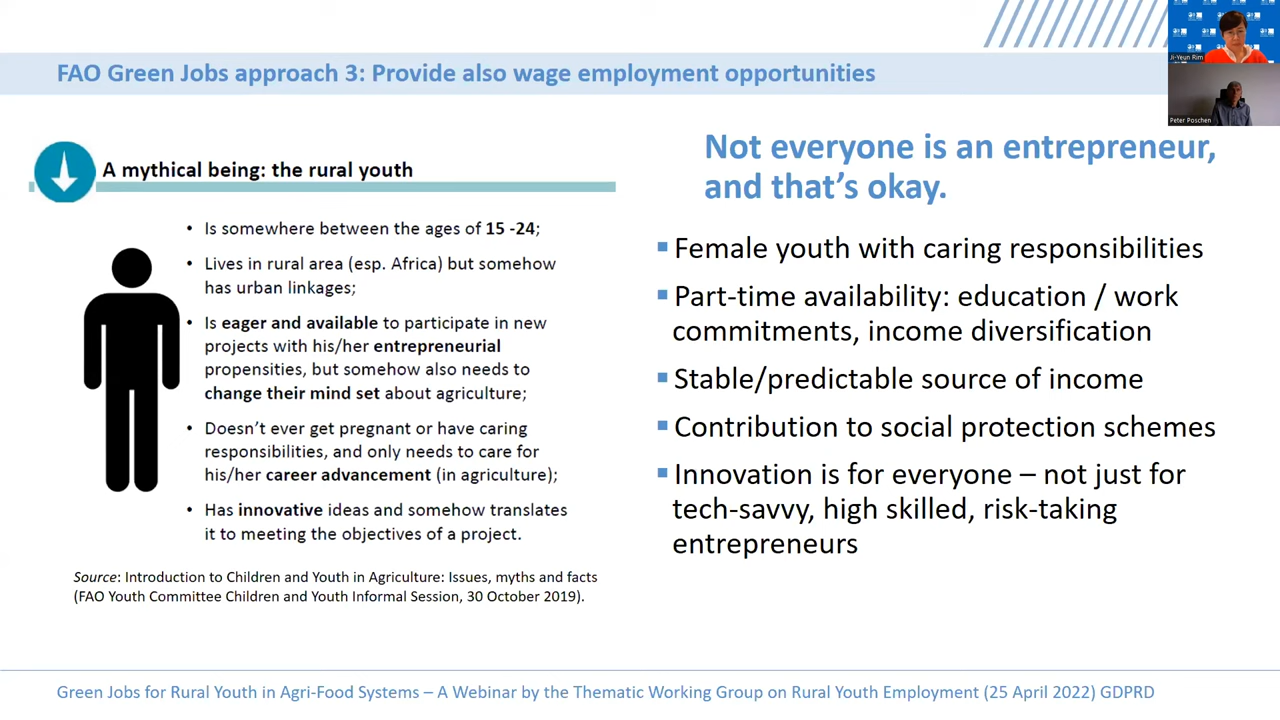 FAO Green Jobs approach 3: Provide also wage employment opportunities
Ji-Yeun Rim
Peter Poschen
A mythical being: the rural youth
• Is somewhere between the ages of 15 -24;
• Lives in rural area (esp. Africa) but somehow
has urban linkages;
• Is eager and available to participate in new
projects with his/her entrepreneurial
propensities, but somehow also needs to
change their mind set about agriculture;
• Doesn't ever get pregnant or have caring
responsibilities, and only needs to care for
his/her career advancement (in agriculture);
• Has innovative ideas and somehow translates
it to meeting the objectives of a project.
Source: Introduction to Children and Youth in Agriculture: Issues, myths and facts
(FAO Youth Committee Children and Youth Informal Session, 30 October 2019).
Not everyone is an entrepreneur,
and that's okay.
▪ Female youth with caring responsibilities
▪ Part-time availability: education / work
commitments, income diversification
▪ Stable/predictable source of income
▪ Contribution to social protection schemes
▪ Innovation is for everyone – not just for
tech-savvy, high skilled, risk-taking
entrepreneurs
Green Jobs for Rural Youth in Agri-Food Systems – A Webinar by the Thematic Working Group on Rural Youth Employment (25 April 2022) GDPRD